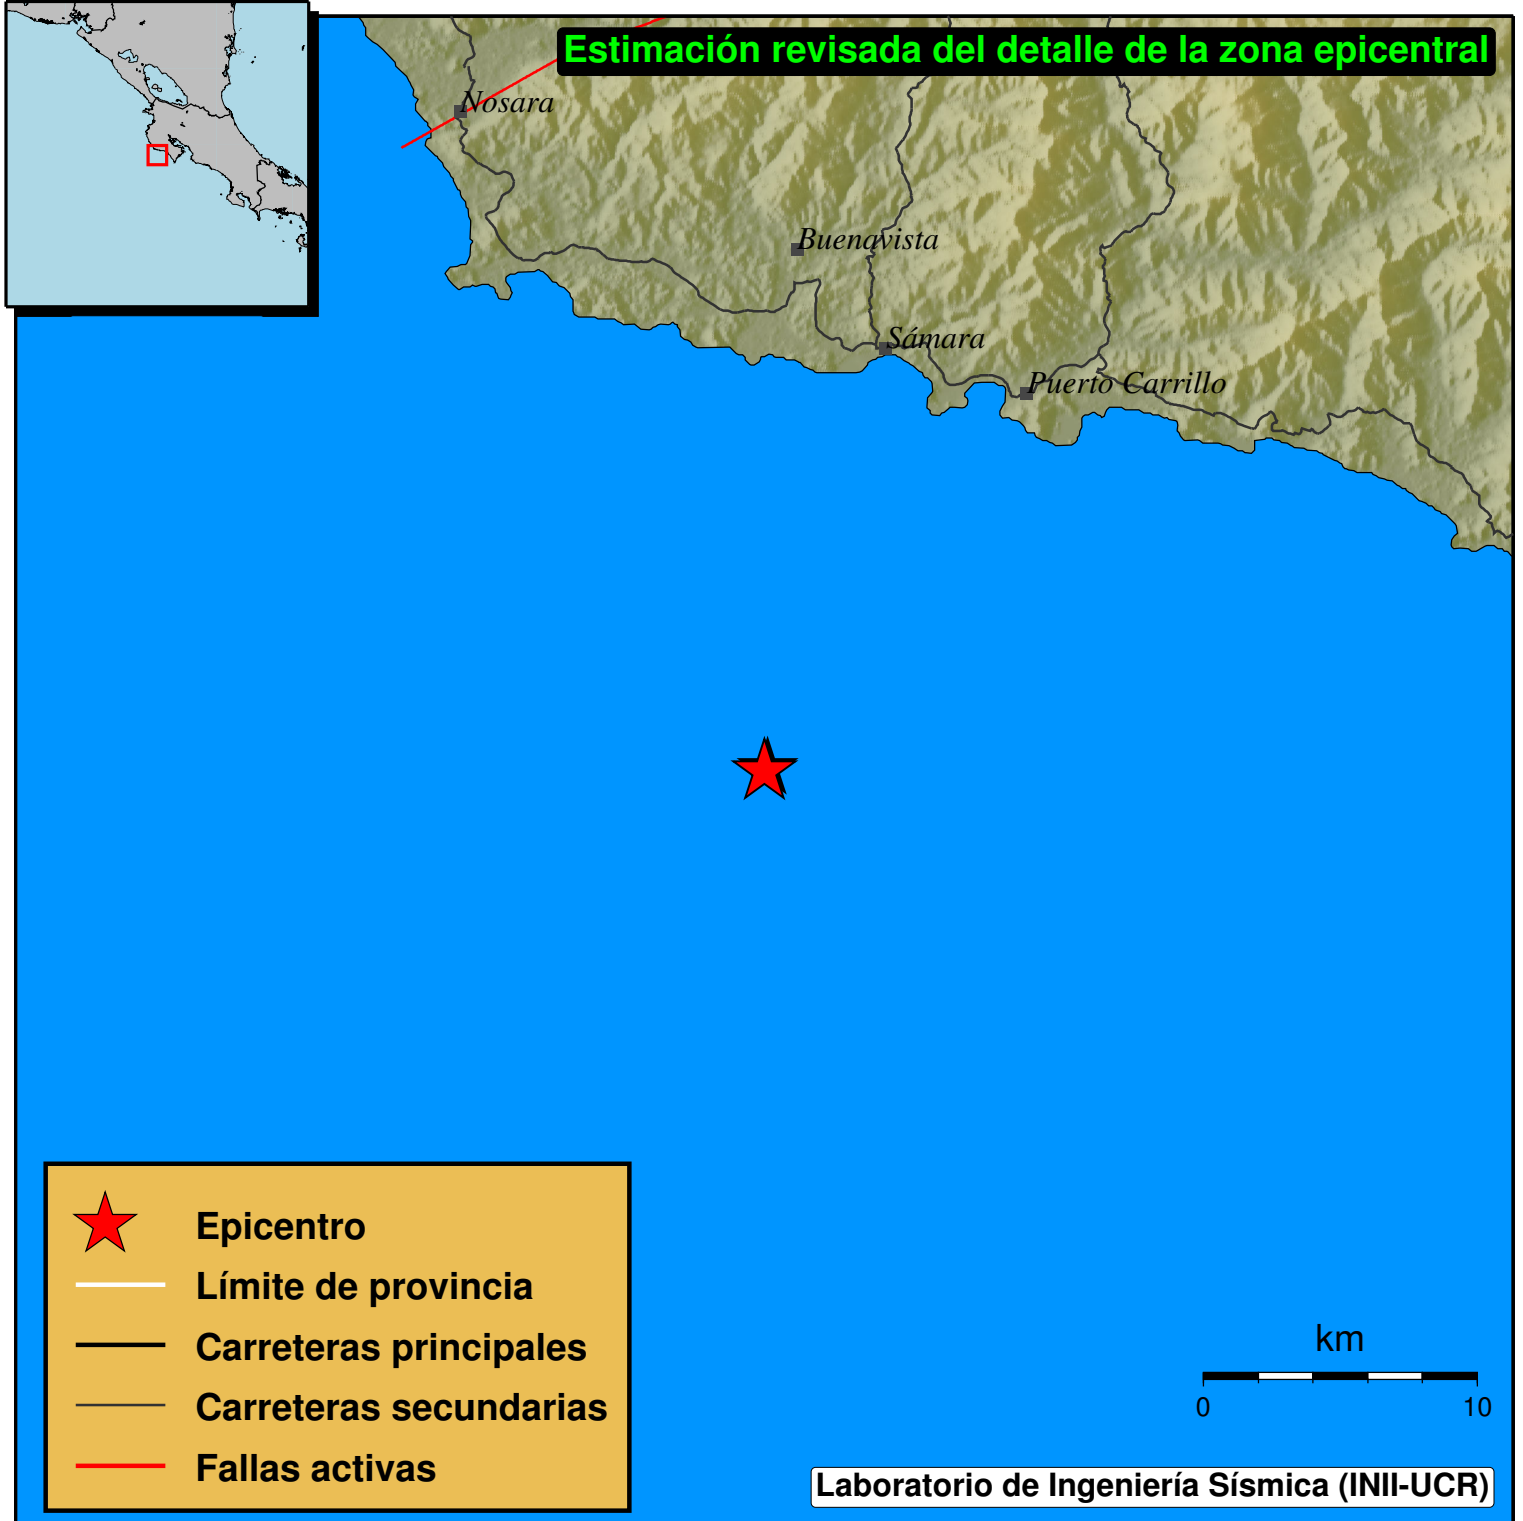 Estimación revisada del detalle de la zona epicentral
Nosara
Buenavista
Sámara
Puerto Carrillo
Epicentro
Límite de provincia
Carreteras principales
Carreteras secundarias
Fallas activas
km
0 10
Laboratorio de Ingeniería Sísmica (INII-UCR)